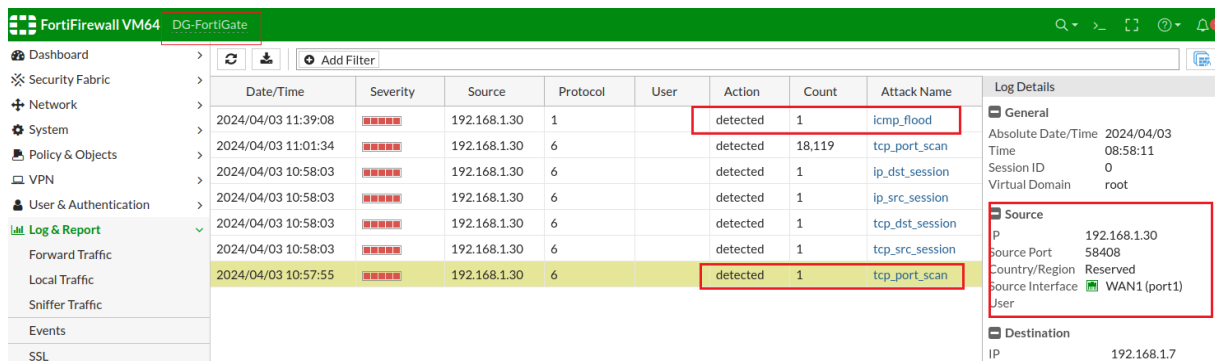 FortiFirewall VM64 DG-FortiGate
Dashboard
Security Fabric
Network
System
Policy & Objects
VPN
User & Authentication
Log & Report
Forward Traffic
Local Traffic
Sniffer Traffic
Events
SSL
Add Filter
Date/Time Severity Source Protocol User Action Count Attack Name
2024/04/03 11:39:08 192.168.1.30 1 detected 1 icmp_flood
2024/04/03 11:01:34 192.168.1.30 6 detected 18,119 tcp_port_scan
2024/04/03 10:58:03 192.168.1.30 6 detected 1 ip_dst_session
2024/04/03 10:58:03 192.168.1.30 6 detected 1 ip_src_session
2024/04/03 10:58:03 192.168.1.30 6 detected 1 tcp_dst_session
2024/04/03 10:58:03 192.168.1.30 6 detected 1 tcp_src_session
2024/04/03 10:57:55 192.168.1.30 6 detected 1 tcp_port_scan
Log Details
General
Absolute Date/Time 2024/04/03
Time 08:58:11
Session ID 0
Virtual Domain root
Source
IP 192.168.1.30
Source Port 58408
Country/Region Reserved
Source Interface WAN1 (port1)
User
Destination
IP 192.168.1.7